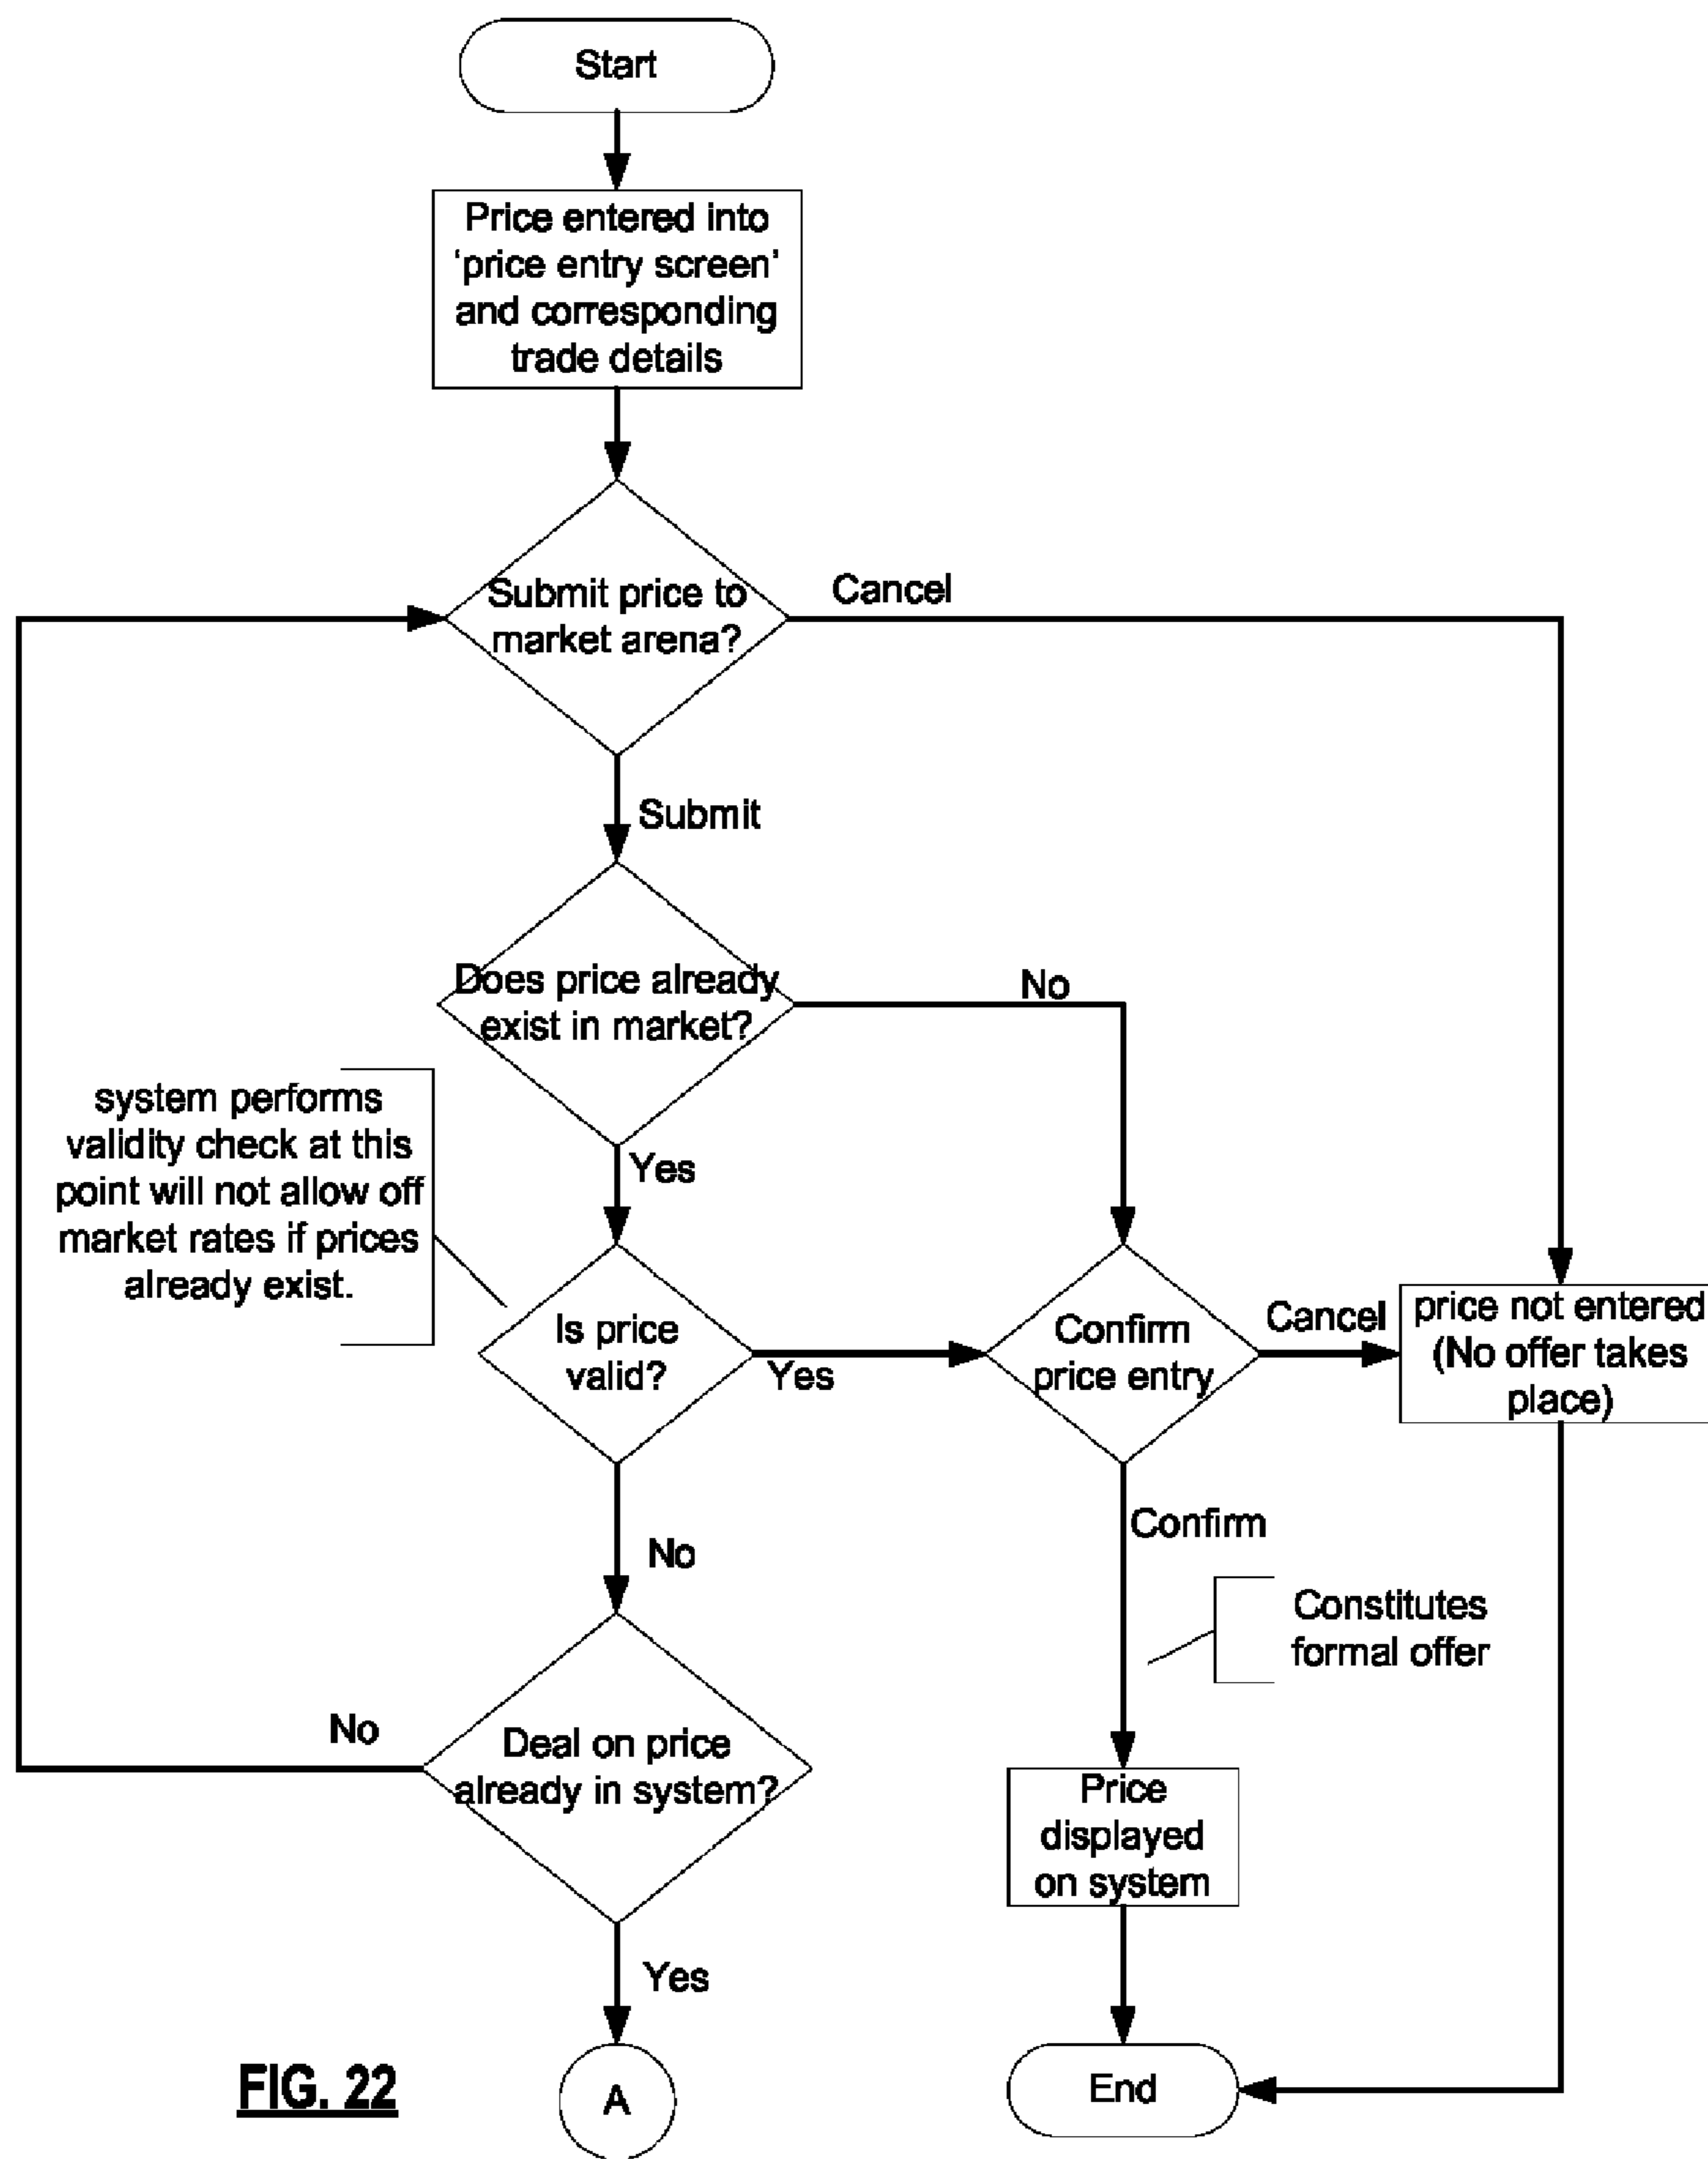 Start
Price entered into
'price entry screen'
and corresponding
trade details
Submit price to
market arena?
Cancel
Submit
Does price already
exist in market?
No
Yes
system performs
validity check at this
point will not allow off
market rates if prices
already exist.
Is price
valid?
Yes
Confirm
price entry
Cancel
price not entered
(No offer takes
place)
No
Confirm
Constitutes
formal offer
Deal on price
already in system?
No
Price
displayed
on system
Yes
A
End
FIG. 22